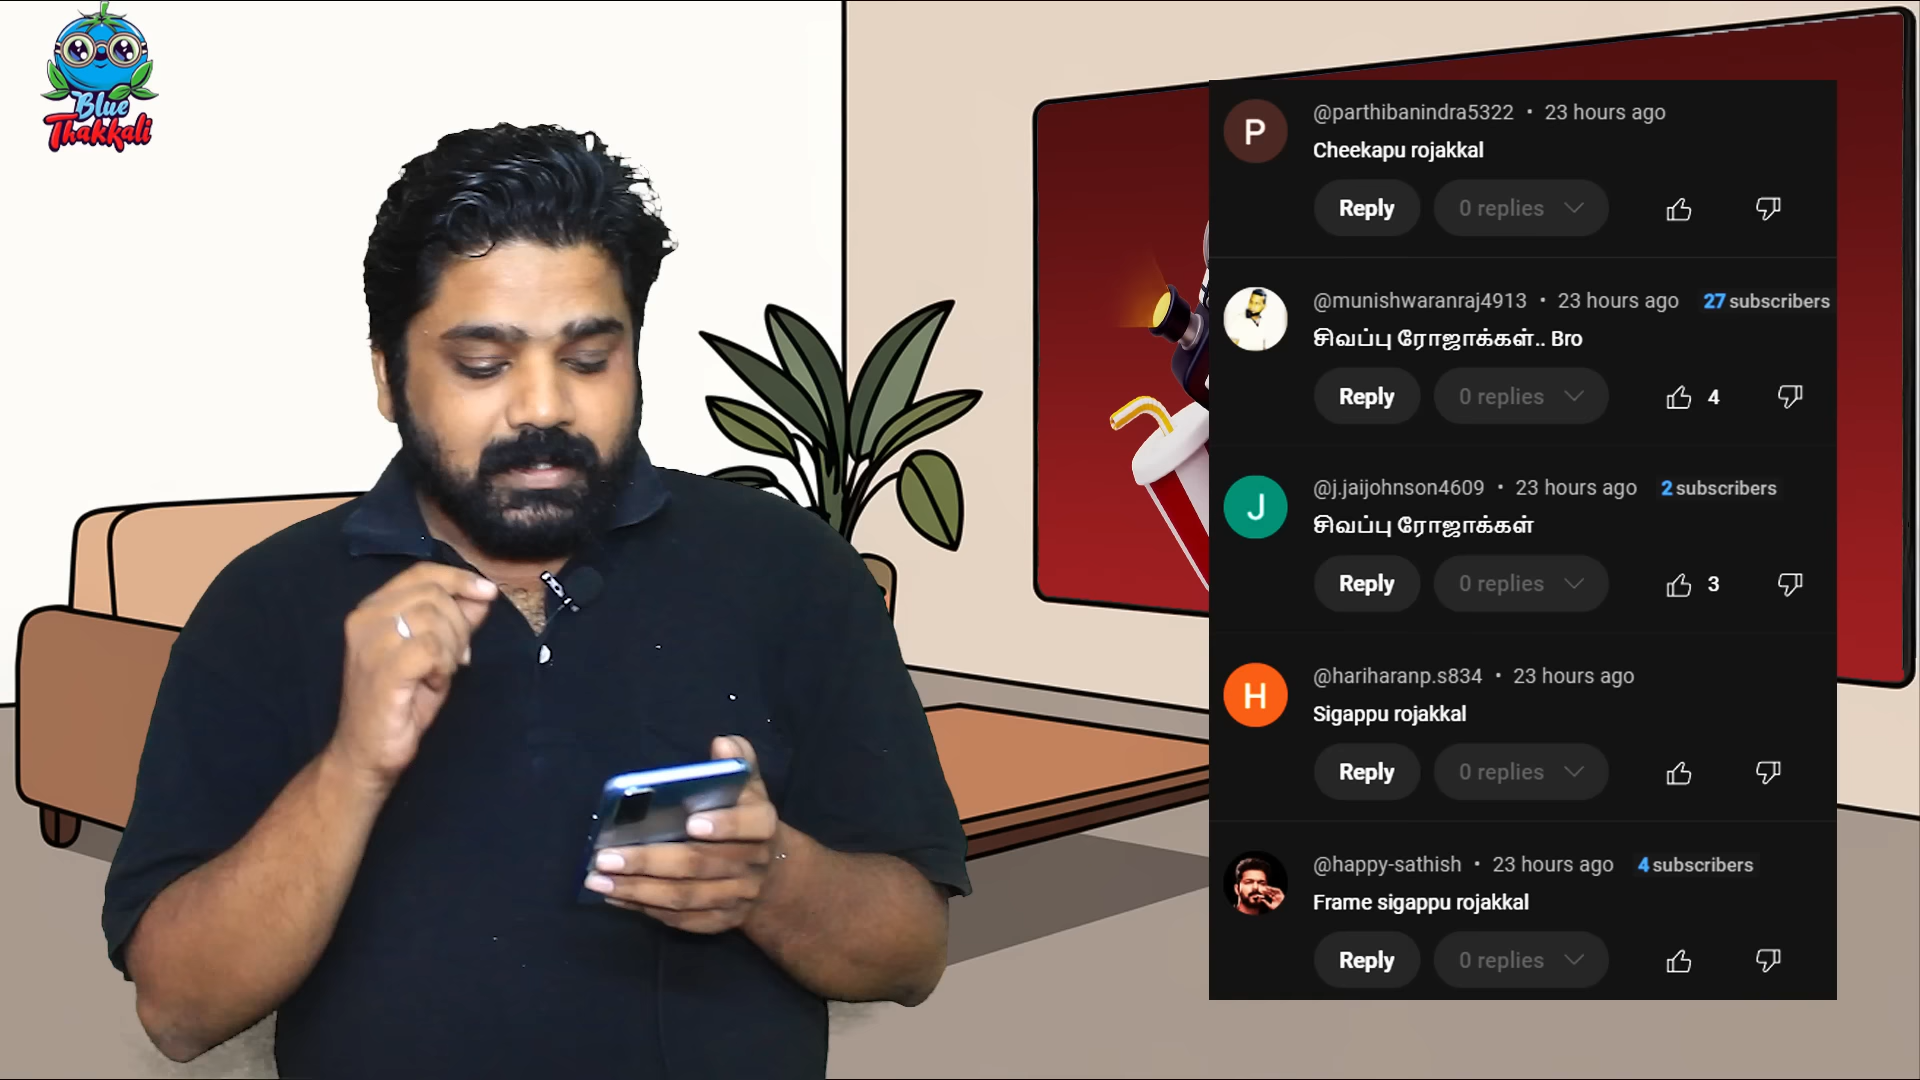 Blue
Thakkali
P
@parthibanindra5322 • 23 hours ago
Cheekapu rojakkal
Reply 0 replies
@munishwaranraj4913 • 23 hours ago 27 subscribers
சிவப்பு ரோஜாக்கள்.. Bro
Reply 0 replies 4
J
@j.jaijohnson4609 • 23 hours ago 2 subscribers
சிவப்பு ரோஜாக்கள்
Reply 0 replies 3
H
@hariharanp.s834 • 23 hours ago
Sigappu rojakkal
Reply 0 replies
@happy-sathish • 23 hours ago 4 subscribers
Frame sigappu rojakkal
Reply 0 replies